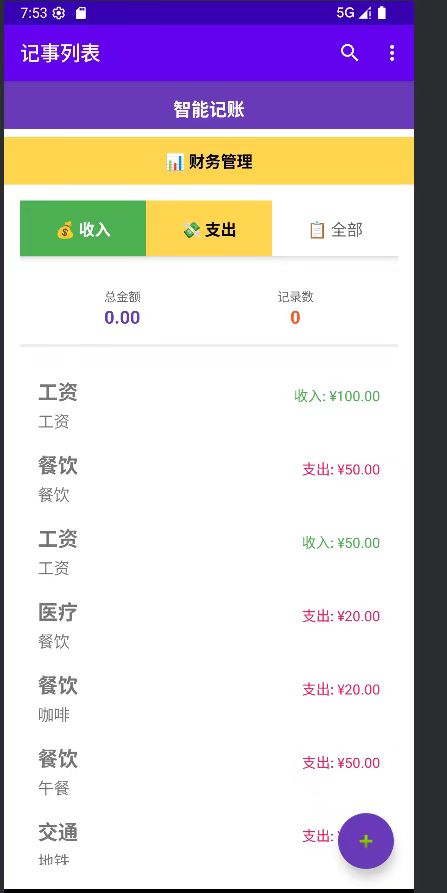 7:53 5G
记事列表
智能记账
📊 财务管理
💰 收入 💸 支出 📋 全部
总金额 记录数
0.00 0
工资 收入: ¥100.00
工资
餐饮 支出: ¥50.00
餐饮
工资 收入: ¥50.00
工资
医疗 支出: ¥20.00
餐饮
餐饮 支出: ¥20.00
咖啡
餐饮 支出: ¥50.00
午餐
交通 支出: ¥
地铁
+